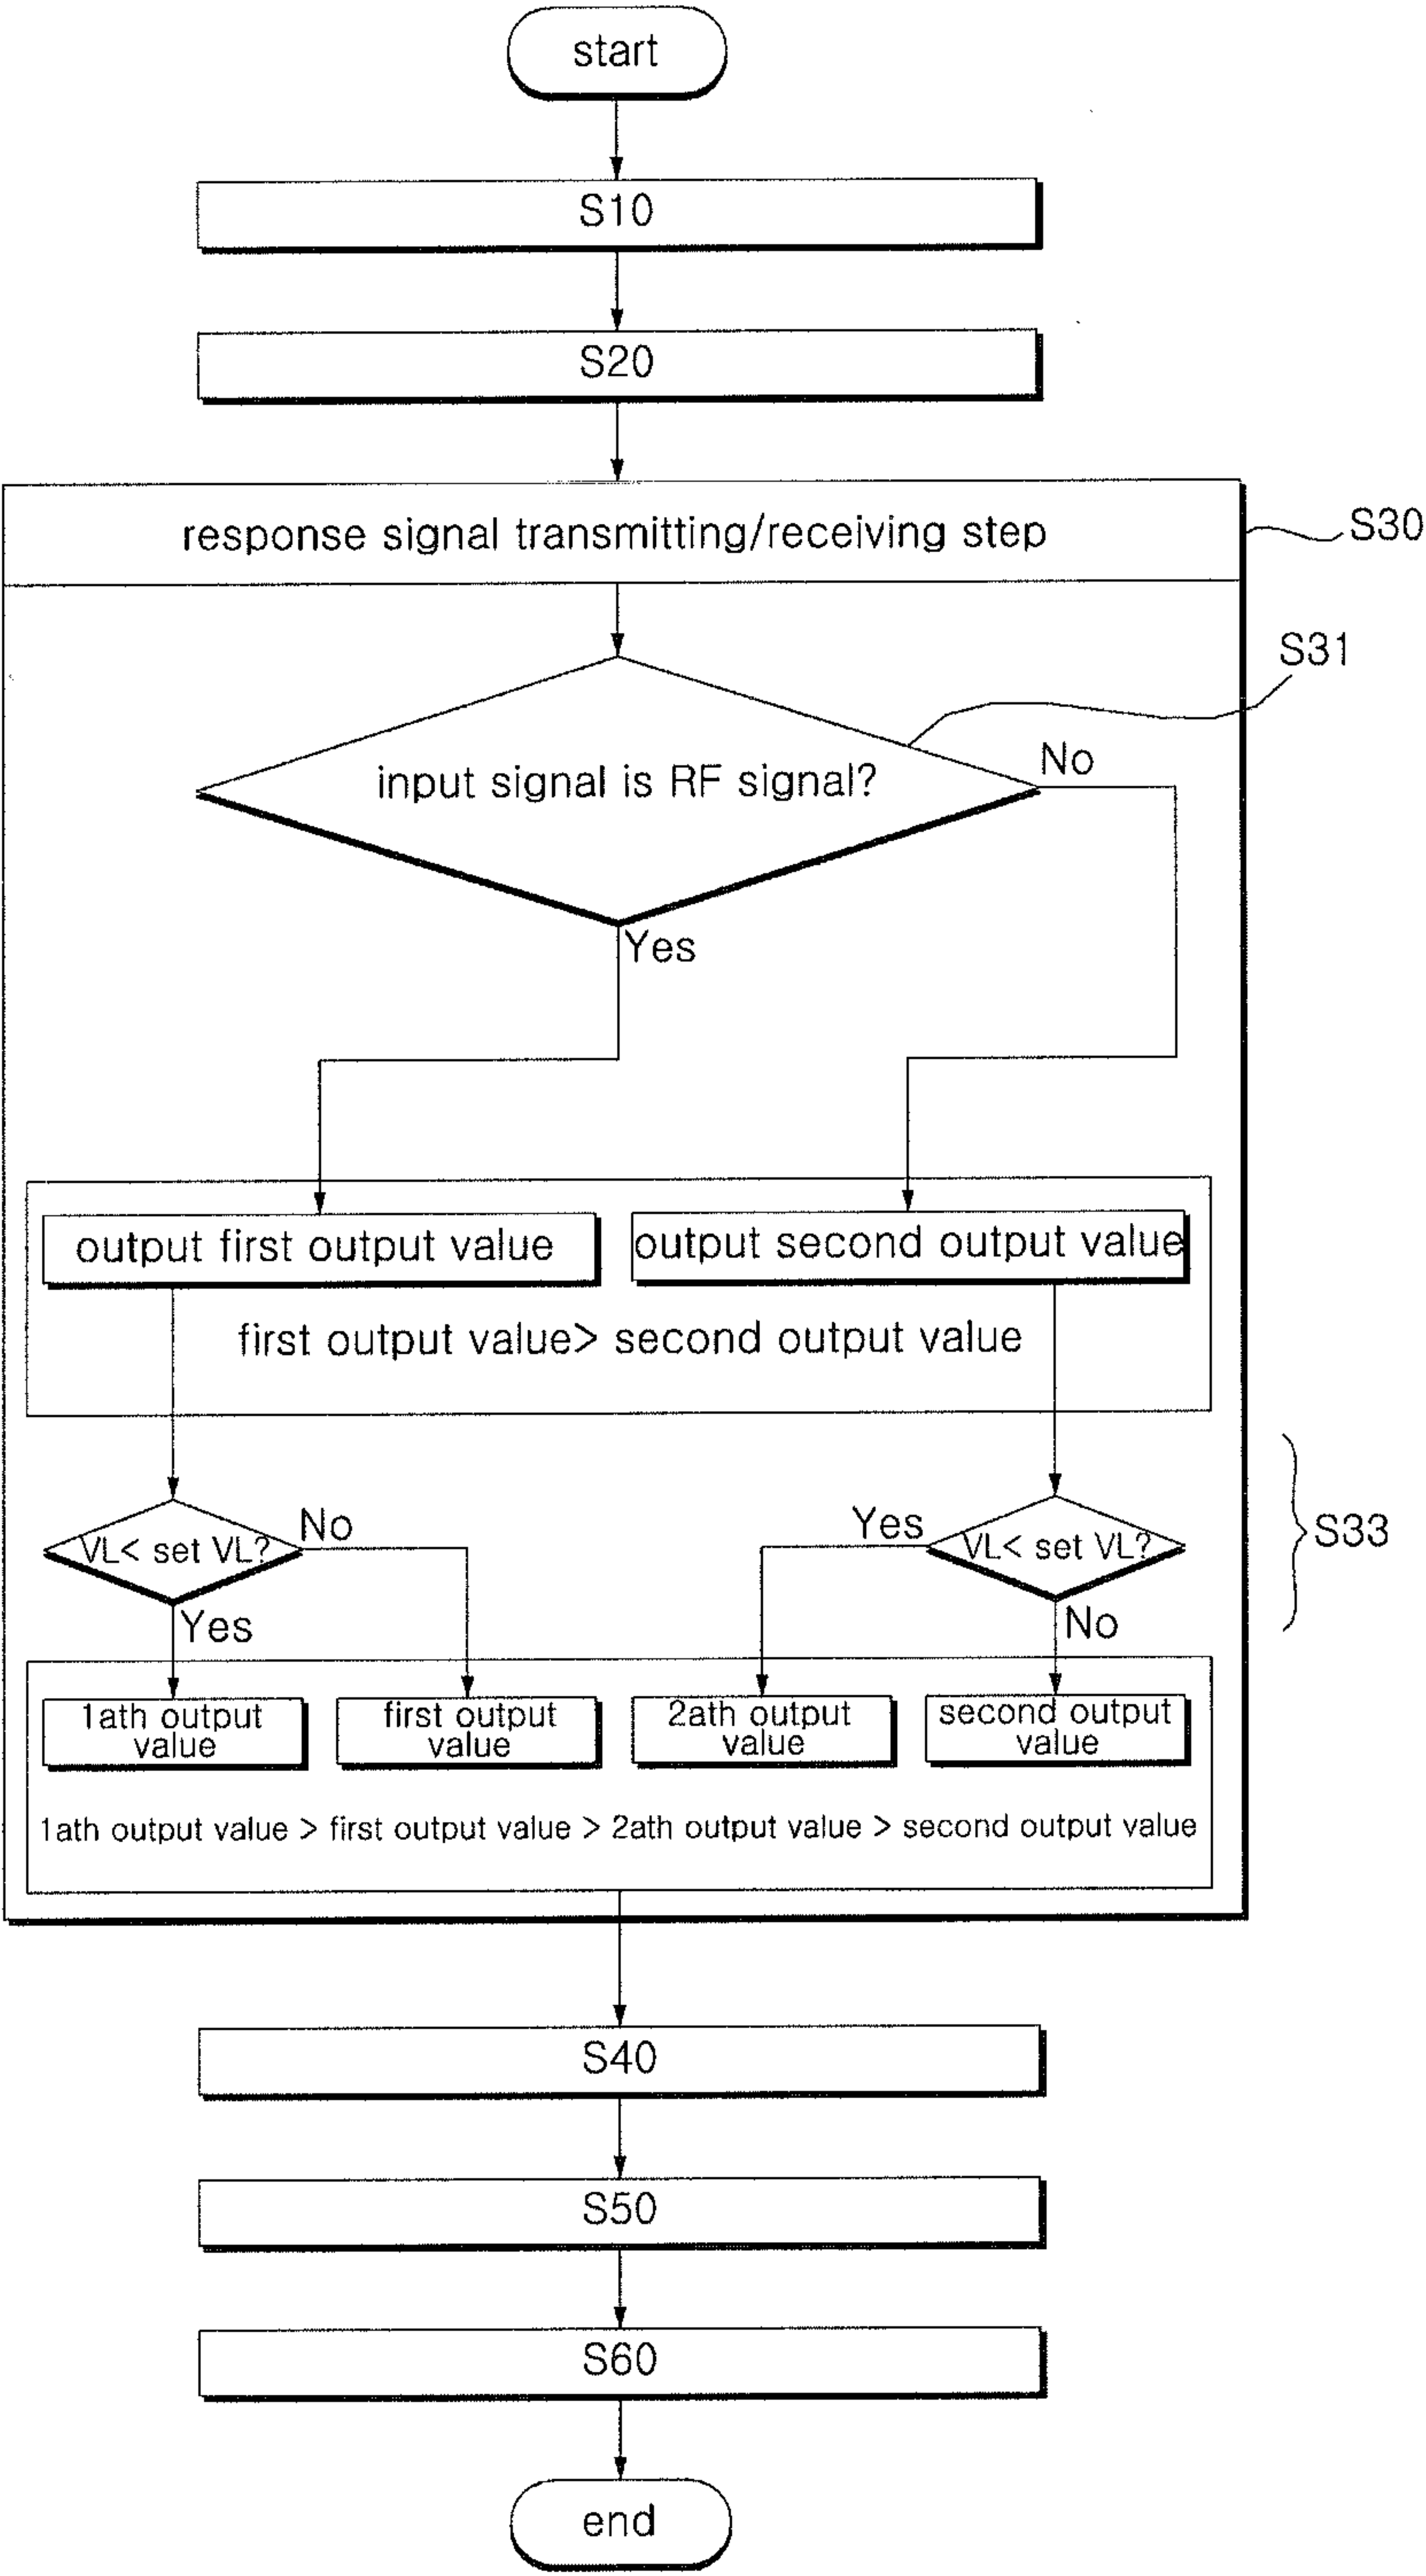 start
S10
S20
response signal transmitting/receiving step
S30
S31
input signal is RF signal?
No
Yes
output first output value
output second output value
first output value> second output value
VL< set VL?
No
Yes
Yes
VL< set VL?
No
S33
1ath output
value
first output
value
2ath output
value
second output
value
1ath output value > first output value > 2ath output value > second output value
S40
S50
S60
end